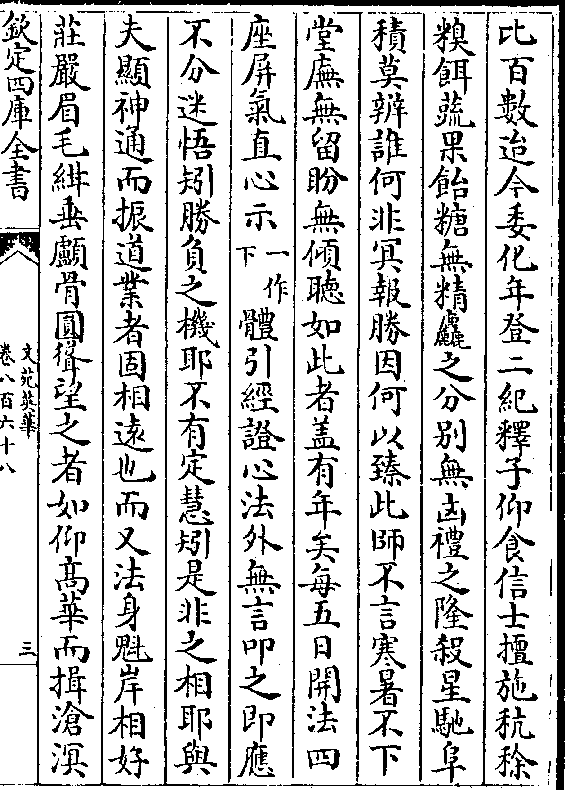 比百數迨今委化年登二紀釋子仰食信士擅施秔稌
糗餌蔬果飴糖無精麤之分別無㐫禮之隆殺星馳阜
積莫辨誰何非冥報勝因何以臻此師不言寒暑不下
堂廡無留盼無傾聽如此者盖有年矣每五日開法四
座屏氣直心示一作下體引經證心法外無言叩之即應
不分迷悟矧勝負之機耶不有定慧矧是非之相耶與
夫顯神通而振道業者固相遠也而又法身魁岸相好
莊嚴眉毛紺垂顱骨圓聳望之者如仰髙華而揖滄溟
欽定四庫全書
文苑英華
卷八百六十八
三